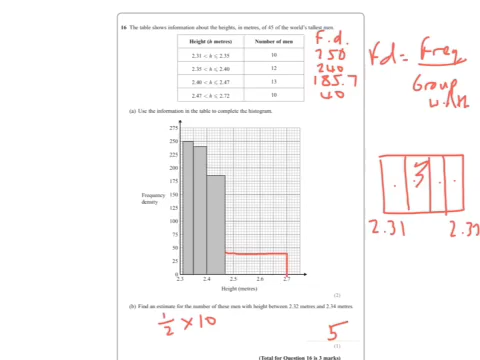 16 The table shows information about the heights, in metres, of 45 of the world's tallest men.
Height (h metres) Number of men
2.31 < h ⩽ 2.35 10
2.35 < h ⩽ 2.40 12
2.40 < h ⩽ 2.47 13
2.47 < h ⩽ 2.72 10
F.d.
250
240
185.7
40
Fd = Freq
Group
width
(a) Use the information in the table to complete the histogram.
275
250
225
200
175
150
125
100
75
50
25
0
Frequency
density
2.3 2.4 2.5 2.6 2.7
Height (metres)
(2)
2.31
(b) Find an estimate for the number of these men with height between 2.32 metres and 2.34 metres.
1/2 × 10
5
(1)
(Total for Question 16 is 3 marks)